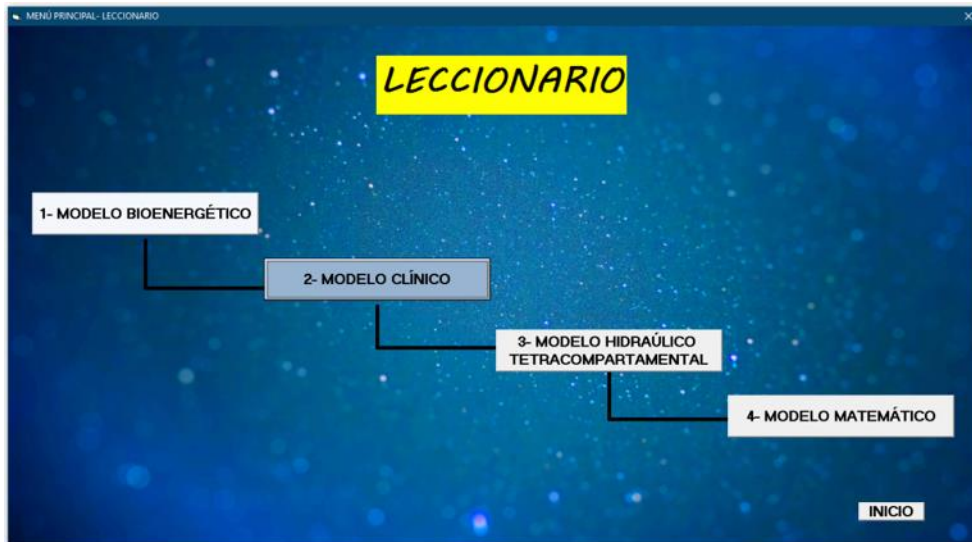 MENÚ PRINCIPAL- LECCIONARIO
LECCIONARIO
1- MODELO BIOENERGÉTICO
2- MODELO CLÍNICO
3- MODELO HIDRAÚLICO
TETRACOMPARTAMENTAL
4- MODELO MATEMÁTICO
INICIO